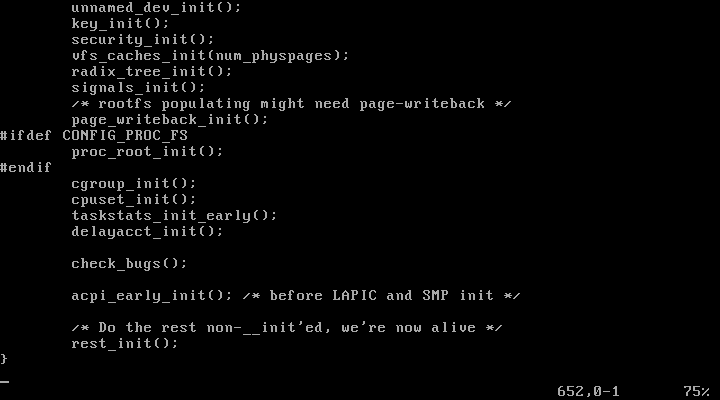 unnamed_dev_init();
        key_init();
        security_init();
        vfs_caches_init(num_physpages);
        radix_tree_init();
        signals_init();
        /* rootfs populating might need page-writeback */
        page_writeback_init();
#ifdef CONFIG_PROC_FS
        proc_root_init();
#endif
        cgroup_init();
        cpuset_init();
        taskstats_init_early();
        delayacct_init();

        check_bugs();

        acpi_early_init(); /* before LAPIC and SMP init */

        /* Do the rest non-__init'ed, we're now alive */
        rest_init();
}

652,0-1 75%